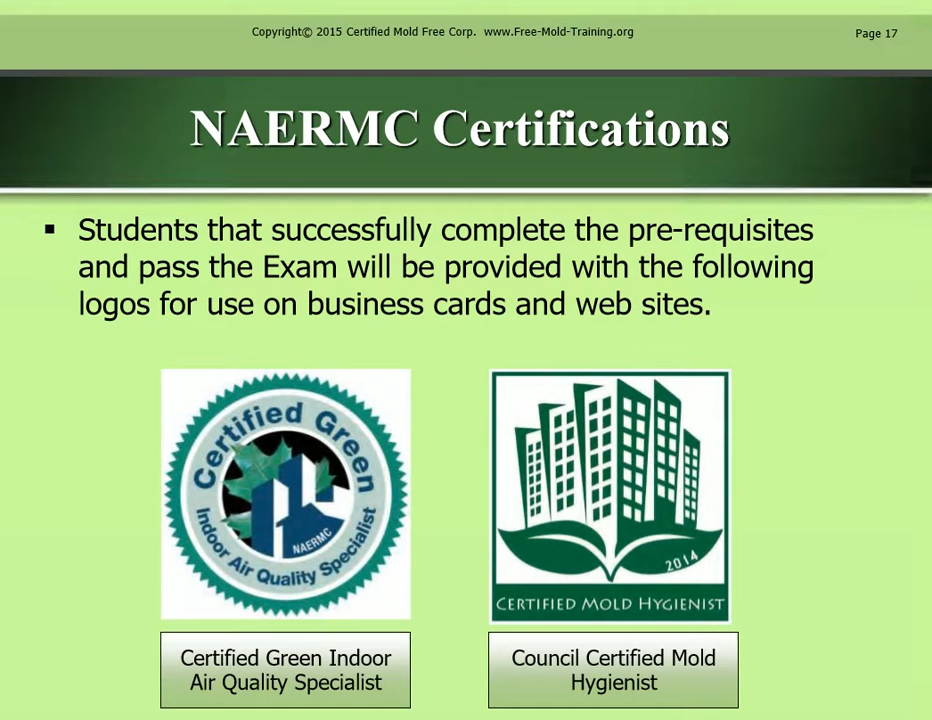 Copyright© 2015 Certified Mold Free Corp. www.Free-Mold-Training.org
Page 17
NAERMC Certifications
▪ Students that successfully complete the pre-requisites
and pass the Exam will be provided with the following
logos for use on business cards and web sites.
Certified Green
NAERMC
Indoor Air Quality Specialist
2014
CERTIFIED MOLD HYGIENIST
Certified Green Indoor
Air Quality Specialist
Council Certified Mold
Hygienist